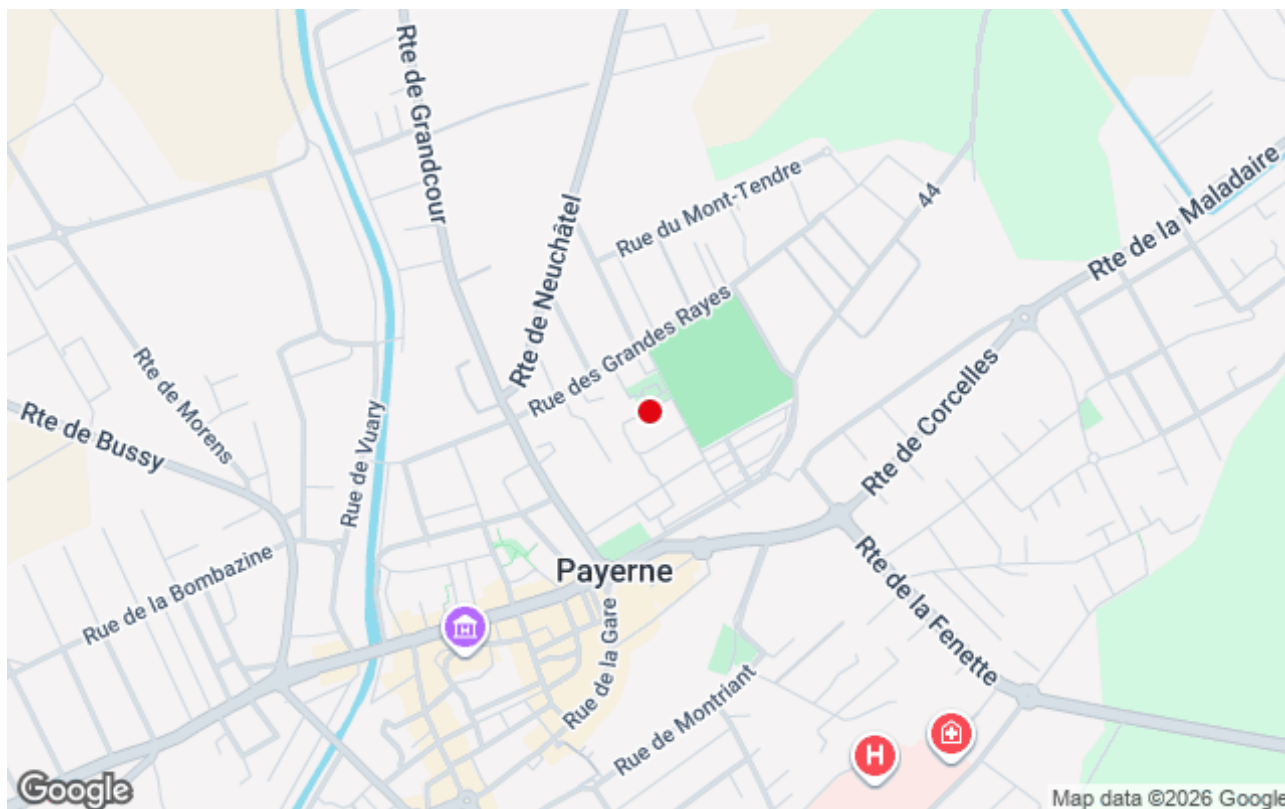 Rte de Grandcour
Rte de Neuchâtel
Rue du Mont-Tendre
44
Rte de la Maladaire
Rue des Grandes Rayes
Rte de Morens
Rte de Bussy
Rue de Vuary
Rte de Corcelles
Rue de la Bombazine
Payerne
Rte de la Fenette
H
Rue de la Gare
Rue de Montriant
H
Google
Map data ©2026 Google